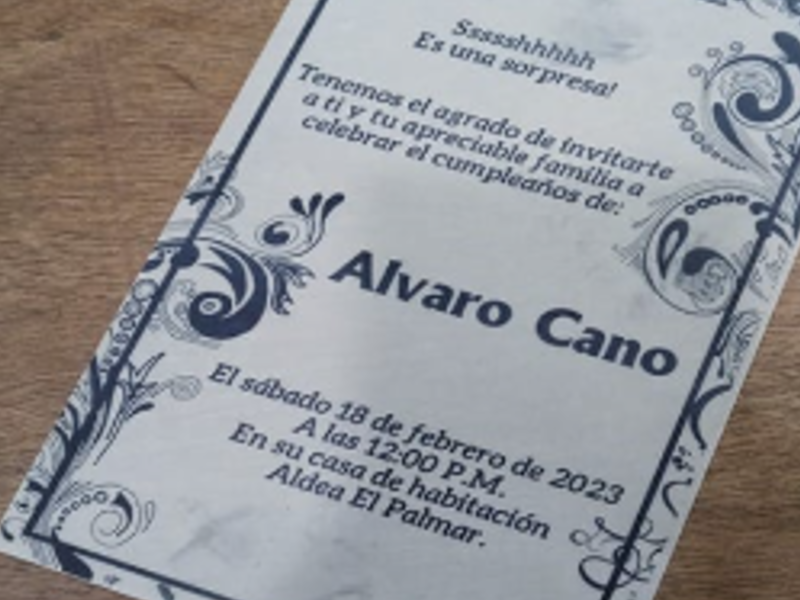 Ssssshhhhh
Es una sorpresa!
Tenemos el agrado de invitarte
a ti y tu apreciable familia a
celebrar el cumpleaños de:
Alvaro Cano
El sábado 18 de febrero de 2023
A las 12:00 P.M.
En su casa de habitación
Aldea El Palmar.